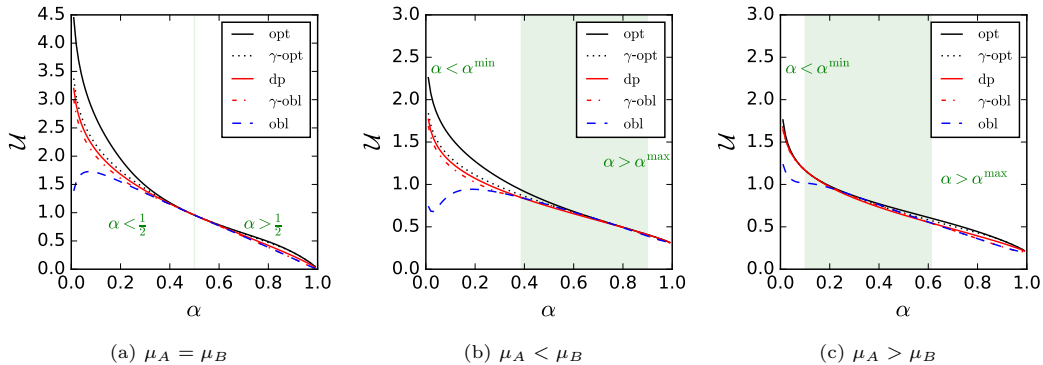 4.5
4.0
3.5
3.0
2.5
2.0
1.5
1.0
0.5
0.0
𝒰
opt
γ-opt
dp
γ-obl
obl
α < 1/2
α > 1/2
0.0 0.2 0.4 0.6 0.8 1.0
α
(a) μ_A = μ_B
3.0
2.5
2.0
1.5
1.0
0.5
0.0
𝒰
α < α^min
opt
γ-opt
dp
γ-obl
obl
α > α^max
0.0 0.2 0.4 0.6 0.8 1.0
α
(b) μ_A < μ_B
3.0
2.5
2.0
1.5
1.0
0.5
0.0
𝒰
α < α^min
opt
γ-opt
dp
γ-obl
obl
α > α^max
0.0 0.2 0.4 0.6 0.8 1.0
α
(c) μ_A > μ_B